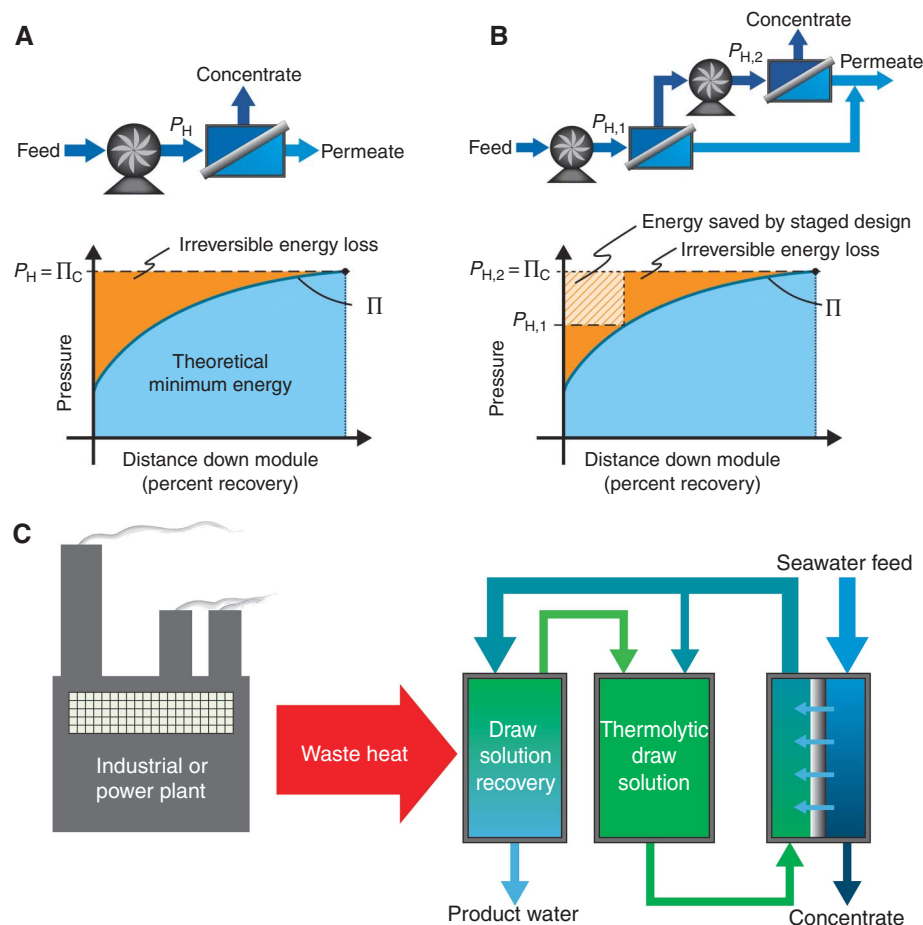 A
Concentrate
P_H
Feed
Permeate
Irreversible energy loss
P_H = Π_C
Π
Theoretical
minimum energy
Pressure
Distance down module
(percent recovery)
B
Concentrate
P_H,2
Permeate
P_H,1
Feed
Energy saved by staged design
Irreversible energy loss
P_H,2 = Π_C
Π
P_H,1
Pressure
Distance down module
(percent recovery)
C
Industrial or
power plant
Waste heat
Seawater feed
Draw
solution
recovery
Thermolytic
draw
solution
Product water
Concentrate